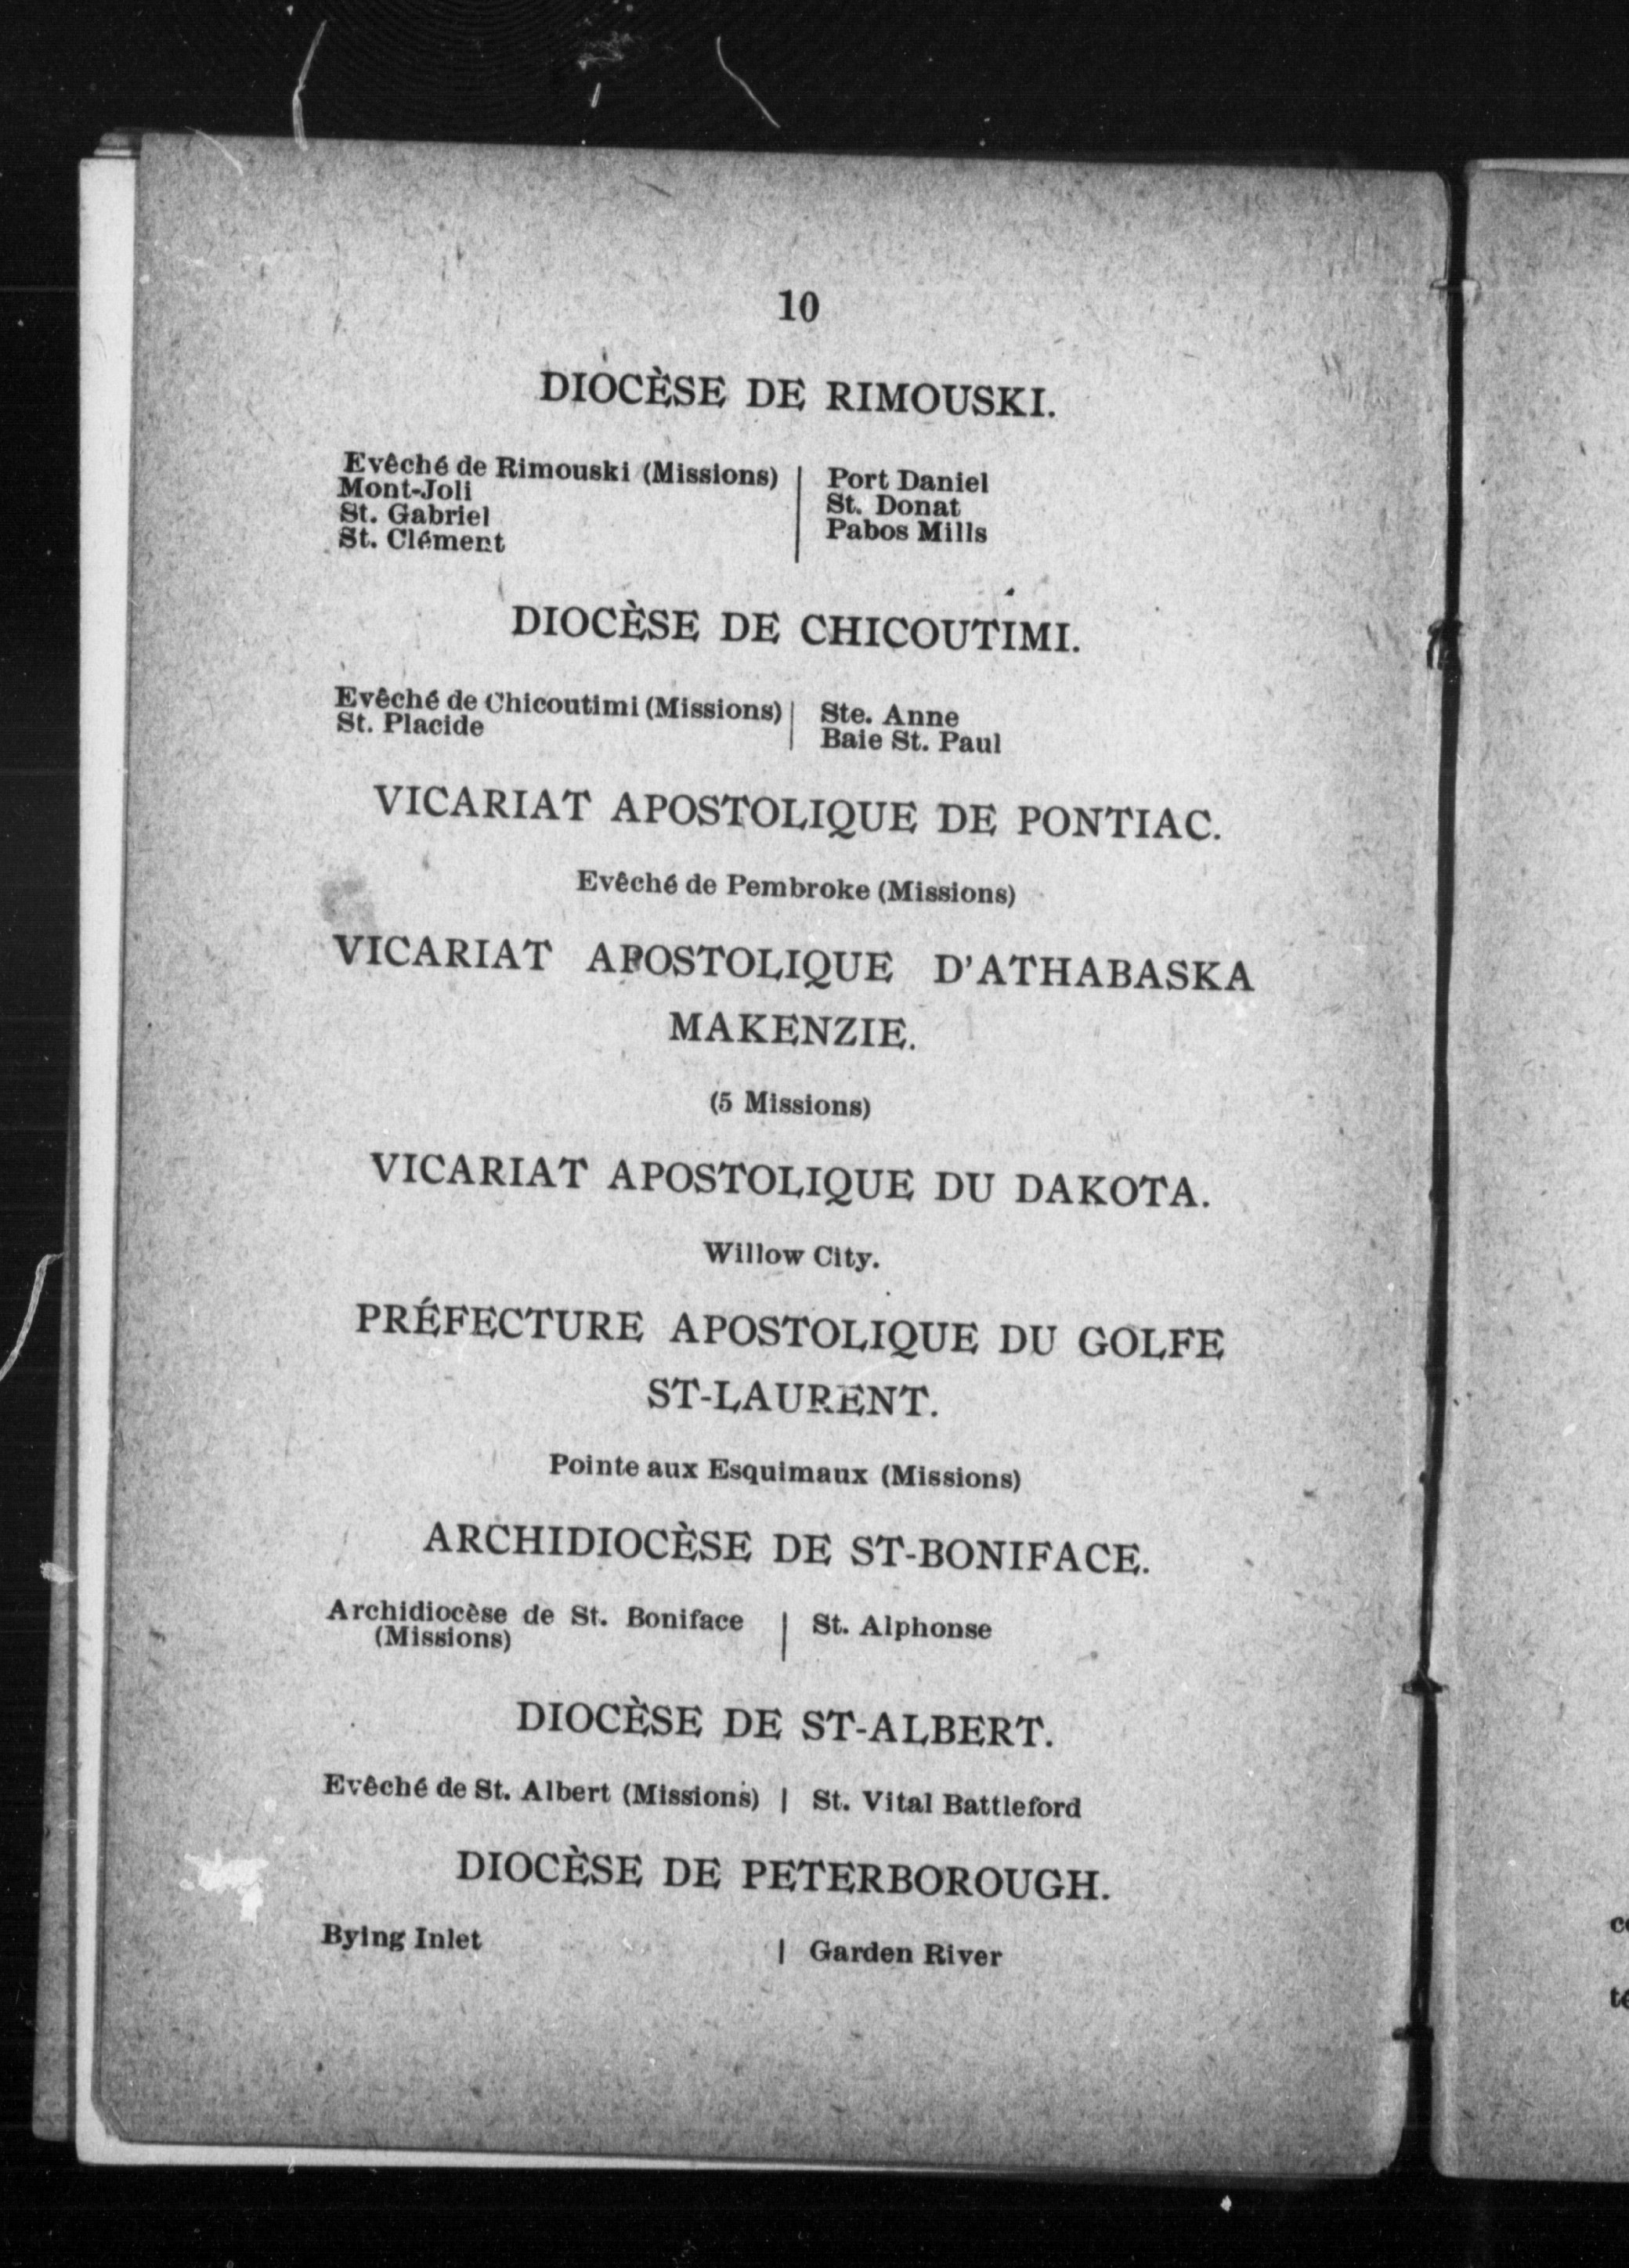 10
DIOCÈSE DE RIMOUSKI.
Evêché de Rimouski (Missions)
Mont-Joli
St. Gabriel
St. Clément
Port Daniel
St. Donat
Pabos Mills
DIOCÈSE DE CHICOUTIMI.
Evêché de Chicoutimi (Missions)
St. Placide
Ste. Anne
Baie St. Paul
VICARIAT APOSTOLIQUE DE PONTIAC.
Evêché de Pembroke (Missions)
VICARIAT APOSTOLIQUE D'ATHABASKA
MAKENZIE.
(5 Missions)
VICARIAT APOSTOLIQUE DU DAKOTA.
Willow City.
PRÉFECTURE APOSTOLIQUE DU GOLFE
ST-LAURENT.
Pointe aux Esquimaux (Missions)
ARCHIDIOCÈSE DE ST-BONIFACE.
Archidiocèse de St. Boniface
(Missions)
St. Alphonse
DIOCÈSE DE ST-ALBERT.
Evêché de St. Albert (Missions)
St. Vital Battleford
DIOCÈSE DE PETERBOROUGH.
Bying Inlet
Garden River